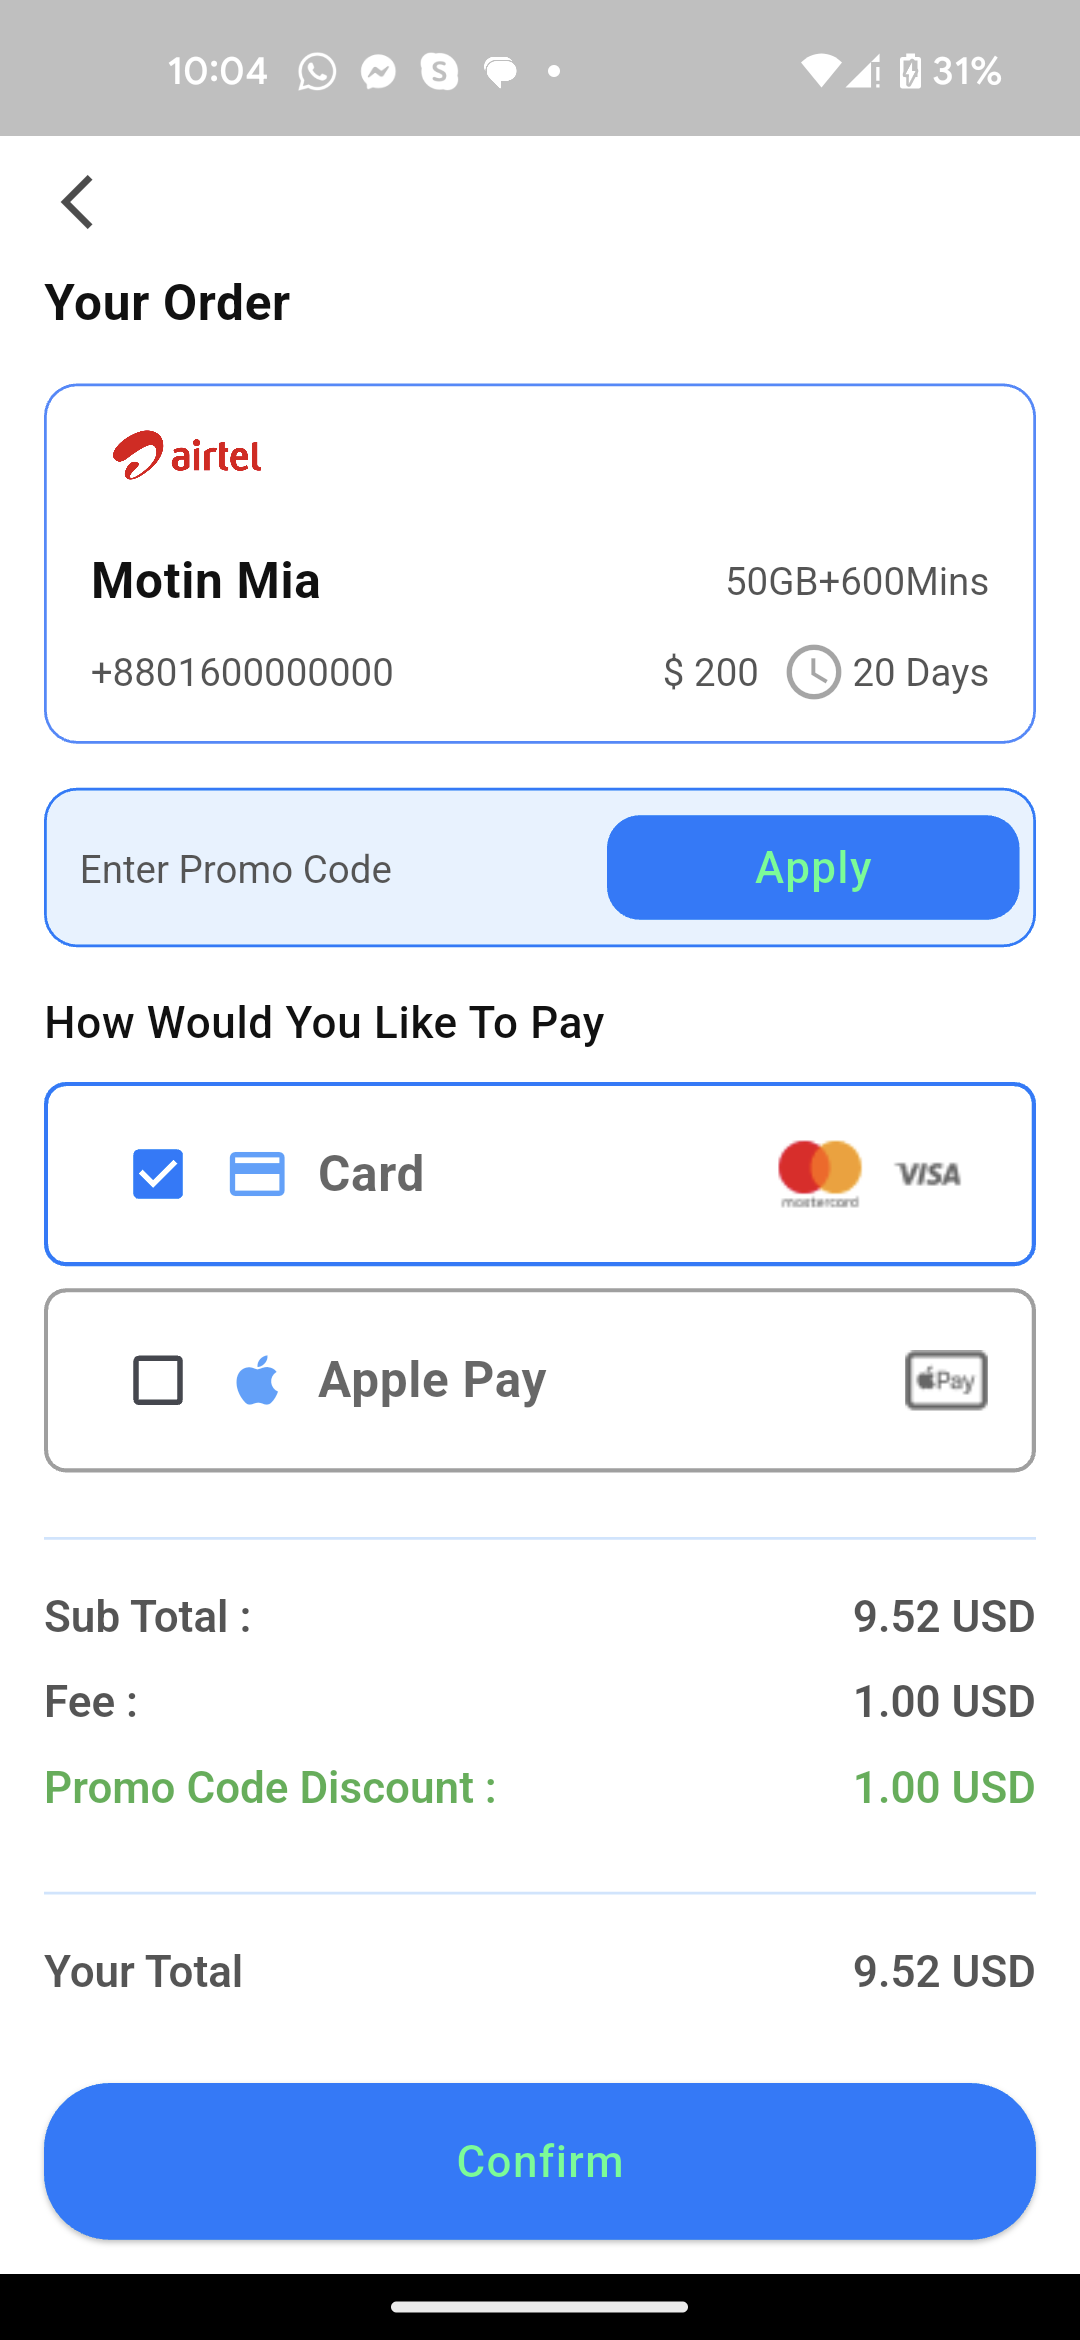 10:04 31%
Your Order
airtel
Motin Mia 50GB+600Mins
+8801600000000 $ 200 20 Days
Enter Promo Code Apply
How Would You Like To Pay
Card mastercard VISA
Apple Pay Pay
Sub Total : 9.52 USD
Fee : 1.00 USD
Promo Code Discount : 1.00 USD
Your Total 9.52 USD
Confirm